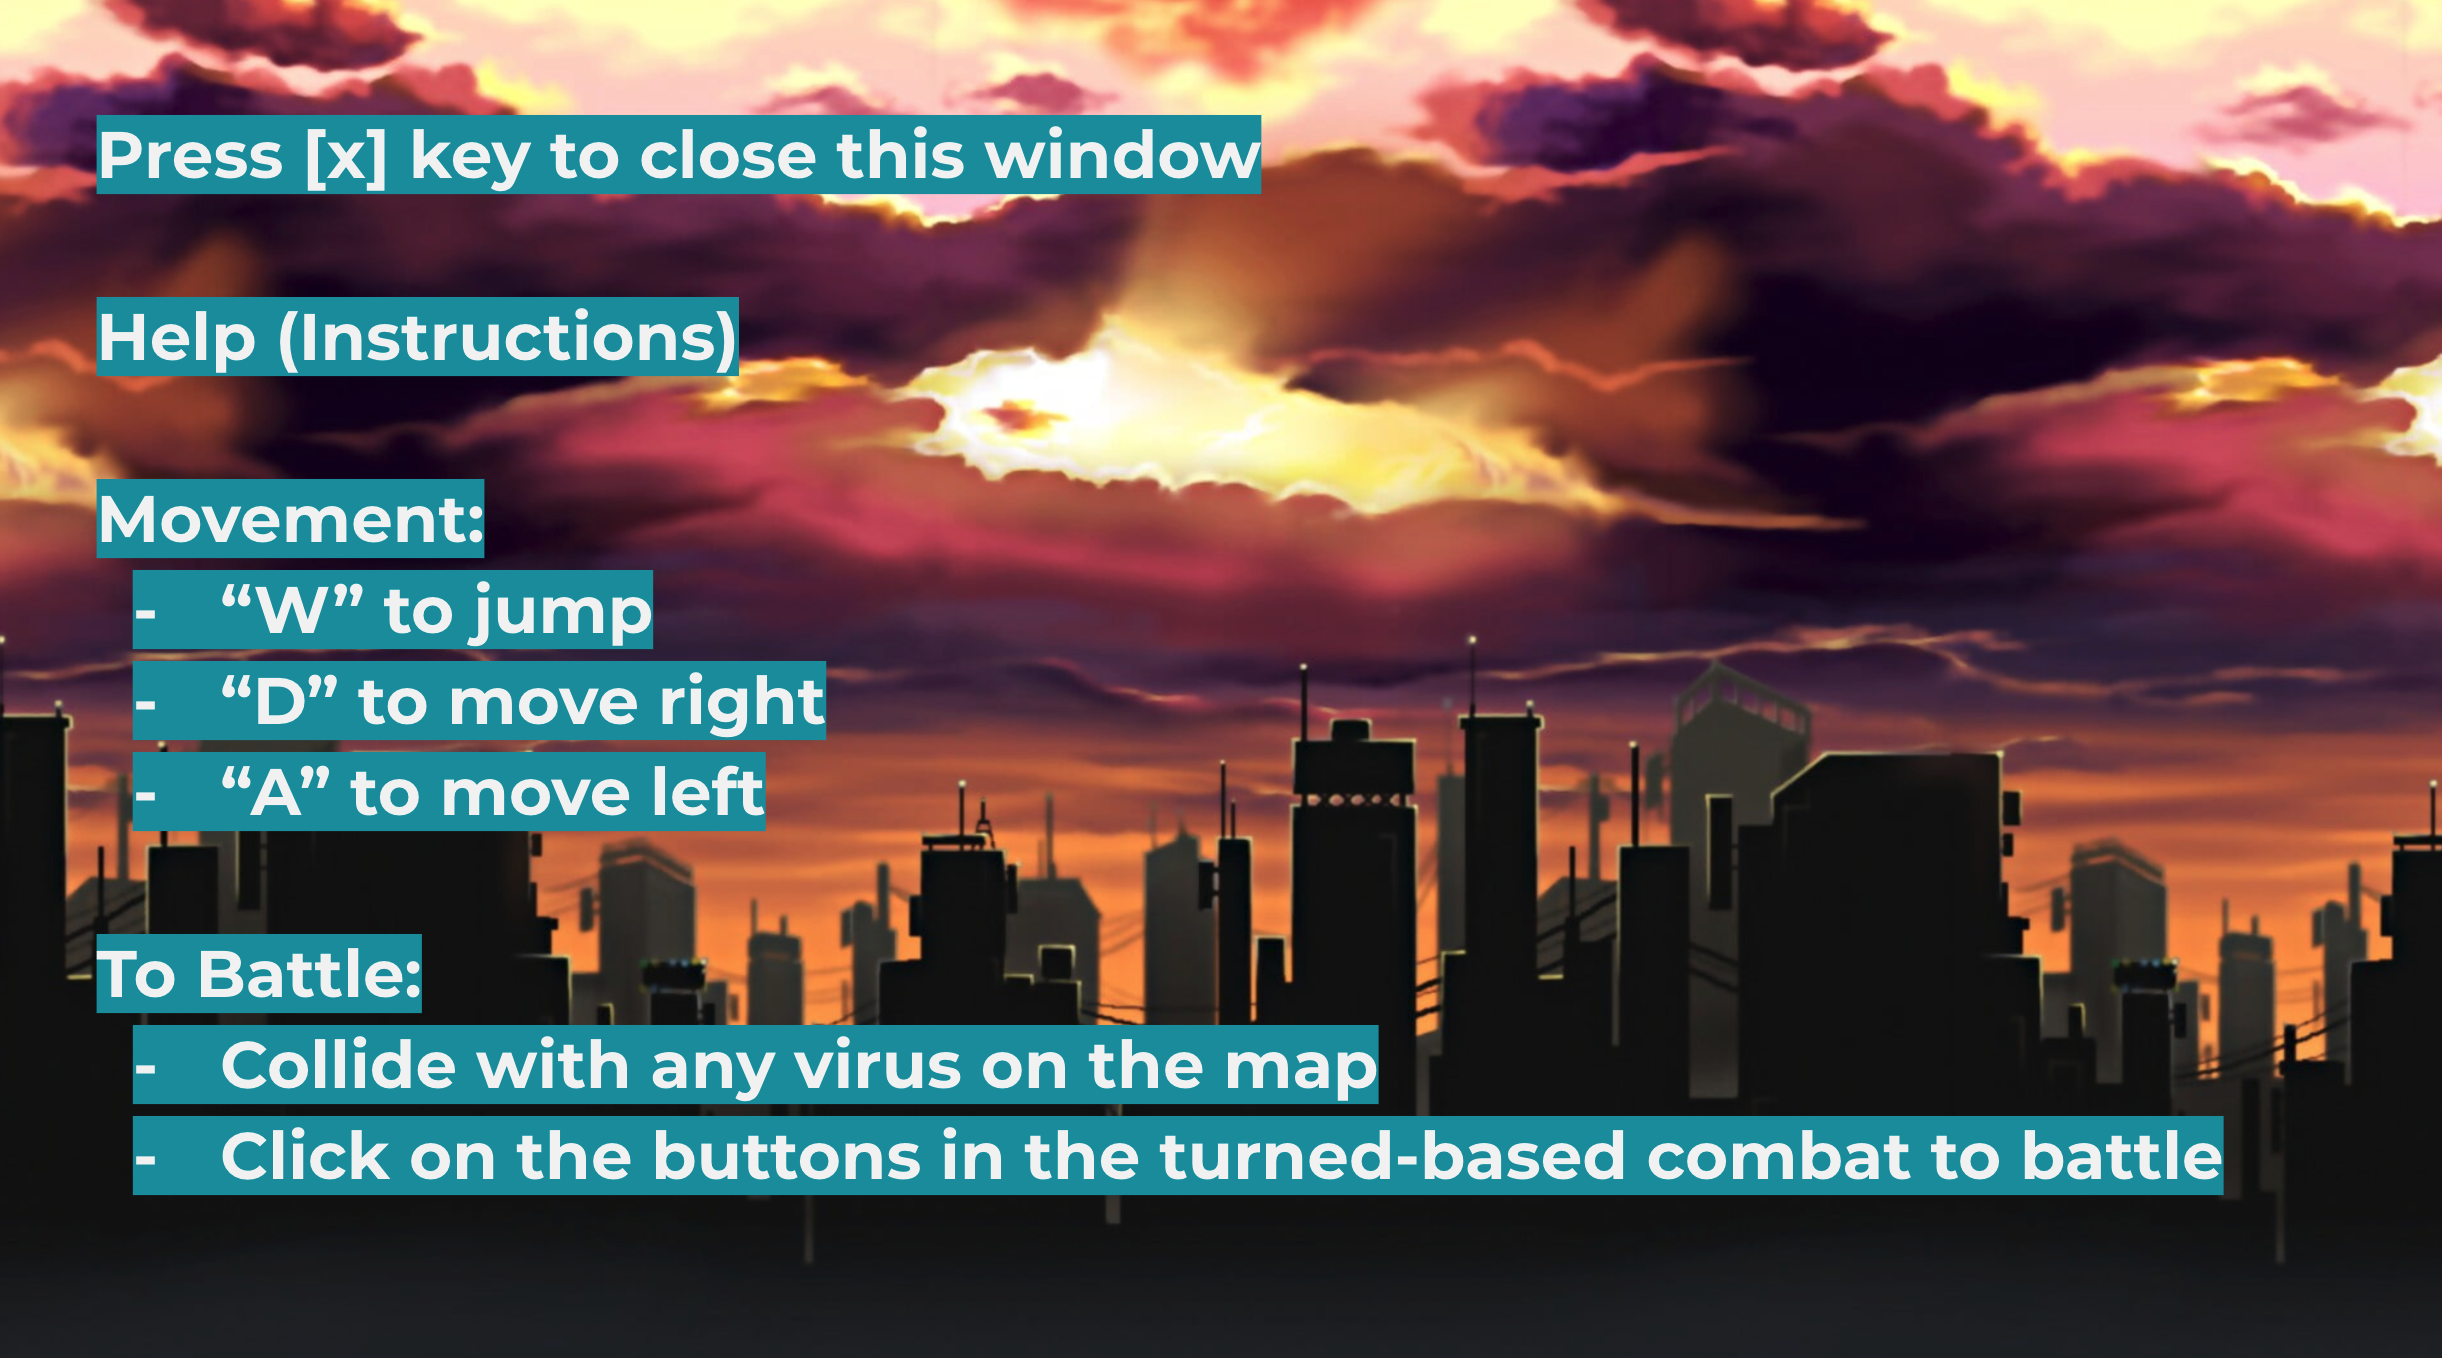 Press [x] key to close this window
Help (Instructions)
Movement:
- “W” to jump
- “D” to move right
- “A” to move left
To Battle:
- Collide with any virus on the map
- Click on the buttons in the turned-based combat to battle